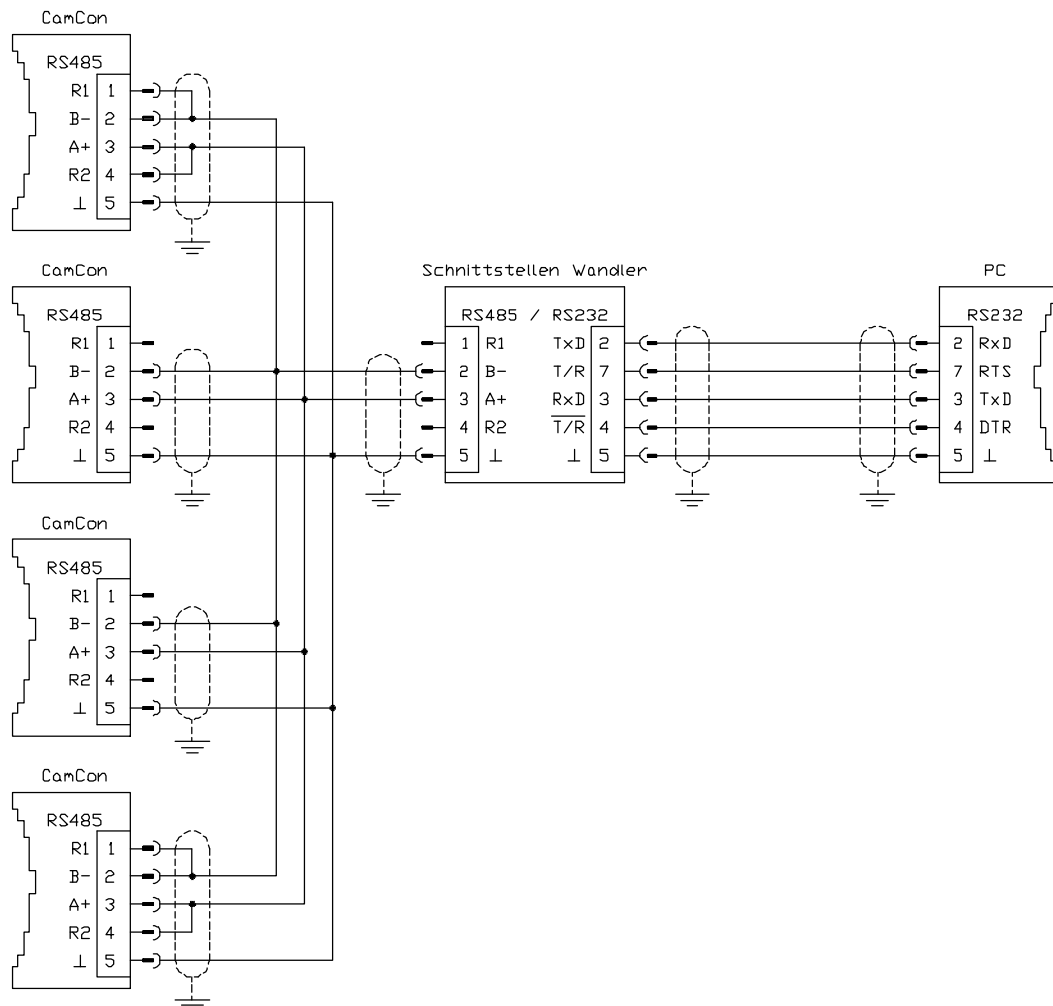 CamCon
RS485
R1 1
B- 2
A+ 3
R2 4
⊥ 5
CamCon
RS485
R1 1
B- 2
A+ 3
R2 4
⊥ 5
Schnittstellen Wandler
RS485 / RS232
1 R1 TxD 2
2 B- T/R 7
3 A+ RxD 3
4 R2 T/R 4
5 ⊥ ⊥ 5
PC
RS232
2 RxD
7 RTS
3 TxD
4 DTR
5 ⊥
CamCon
RS485
R1 1
B- 2
A+ 3
R2 4
⊥ 5
CamCon
RS485
R1 1
B- 2
A+ 3
R2 4
⊥ 5